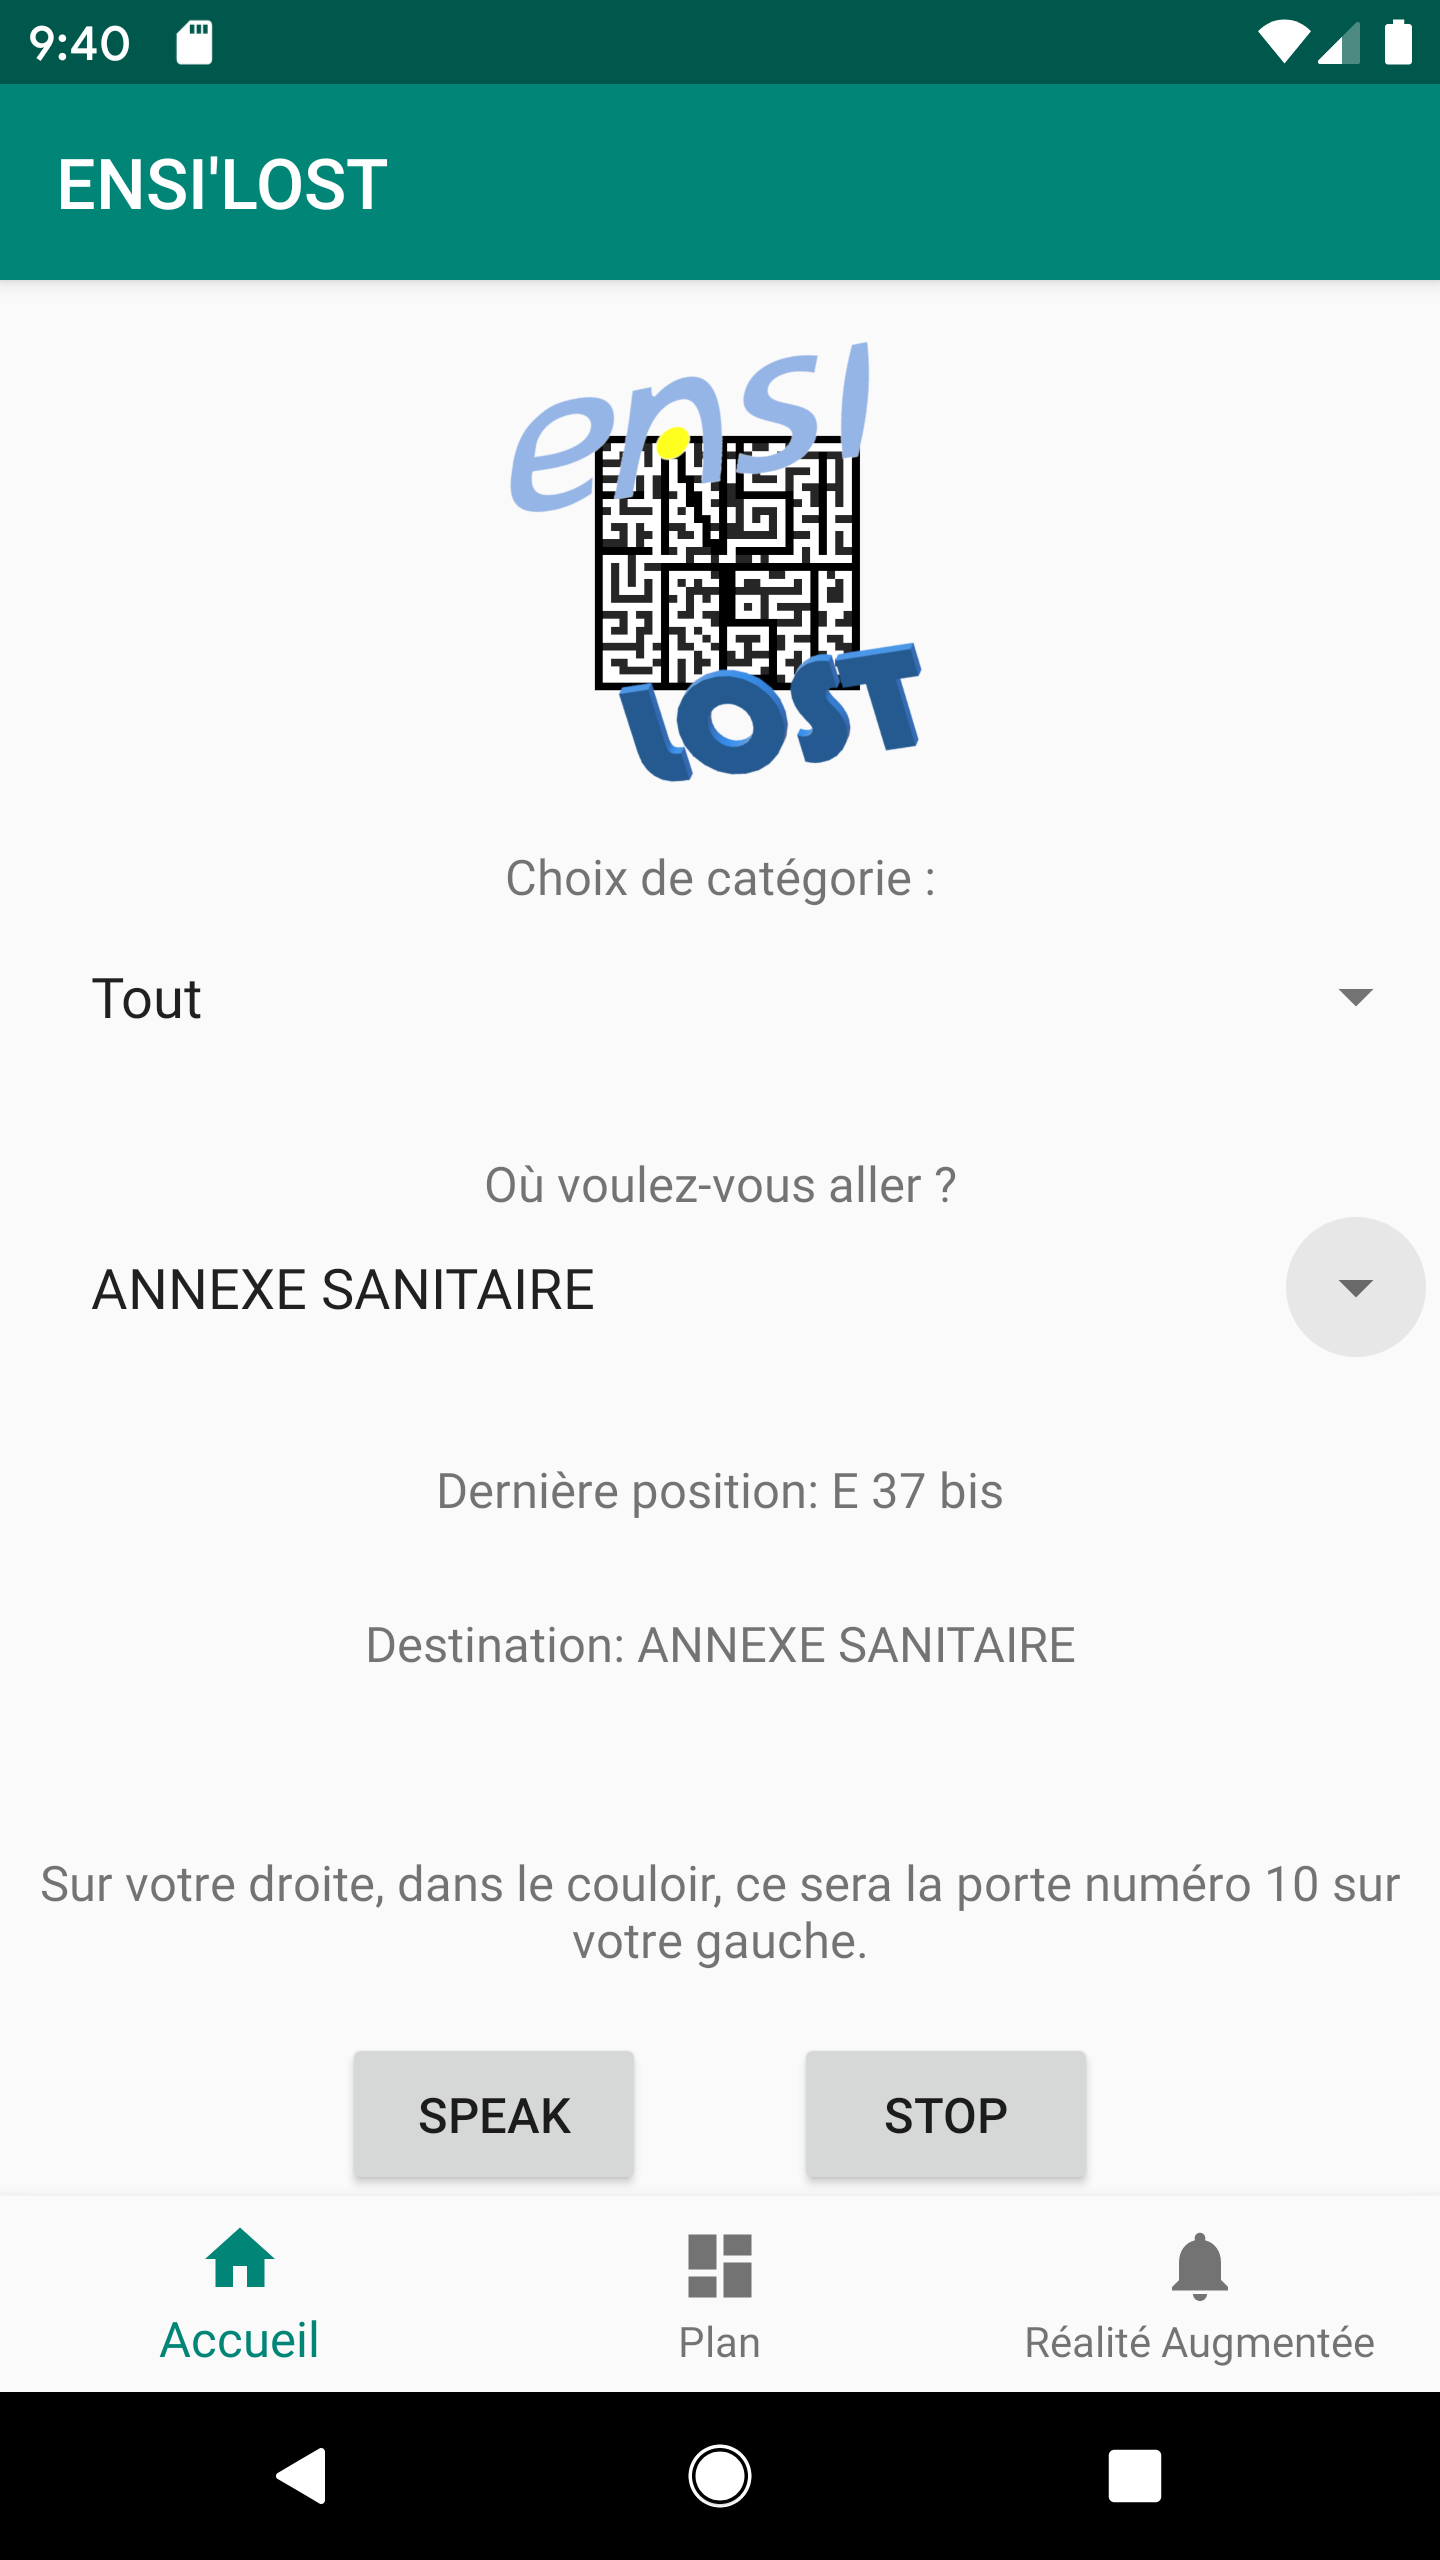 9:40
ENSI'LOST
ensi
LOST
Choix de catégorie :
Tout
Où voulez-vous aller ?
ANNEXE SANITAIRE
Dernière position: E 37 bis
Destination: ANNEXE SANITAIRE
Sur votre droite, dans le couloir, ce sera la porte numéro 10 sur
votre gauche.
SPEAK
STOP
Accueil
Plan
Réalité Augmentée